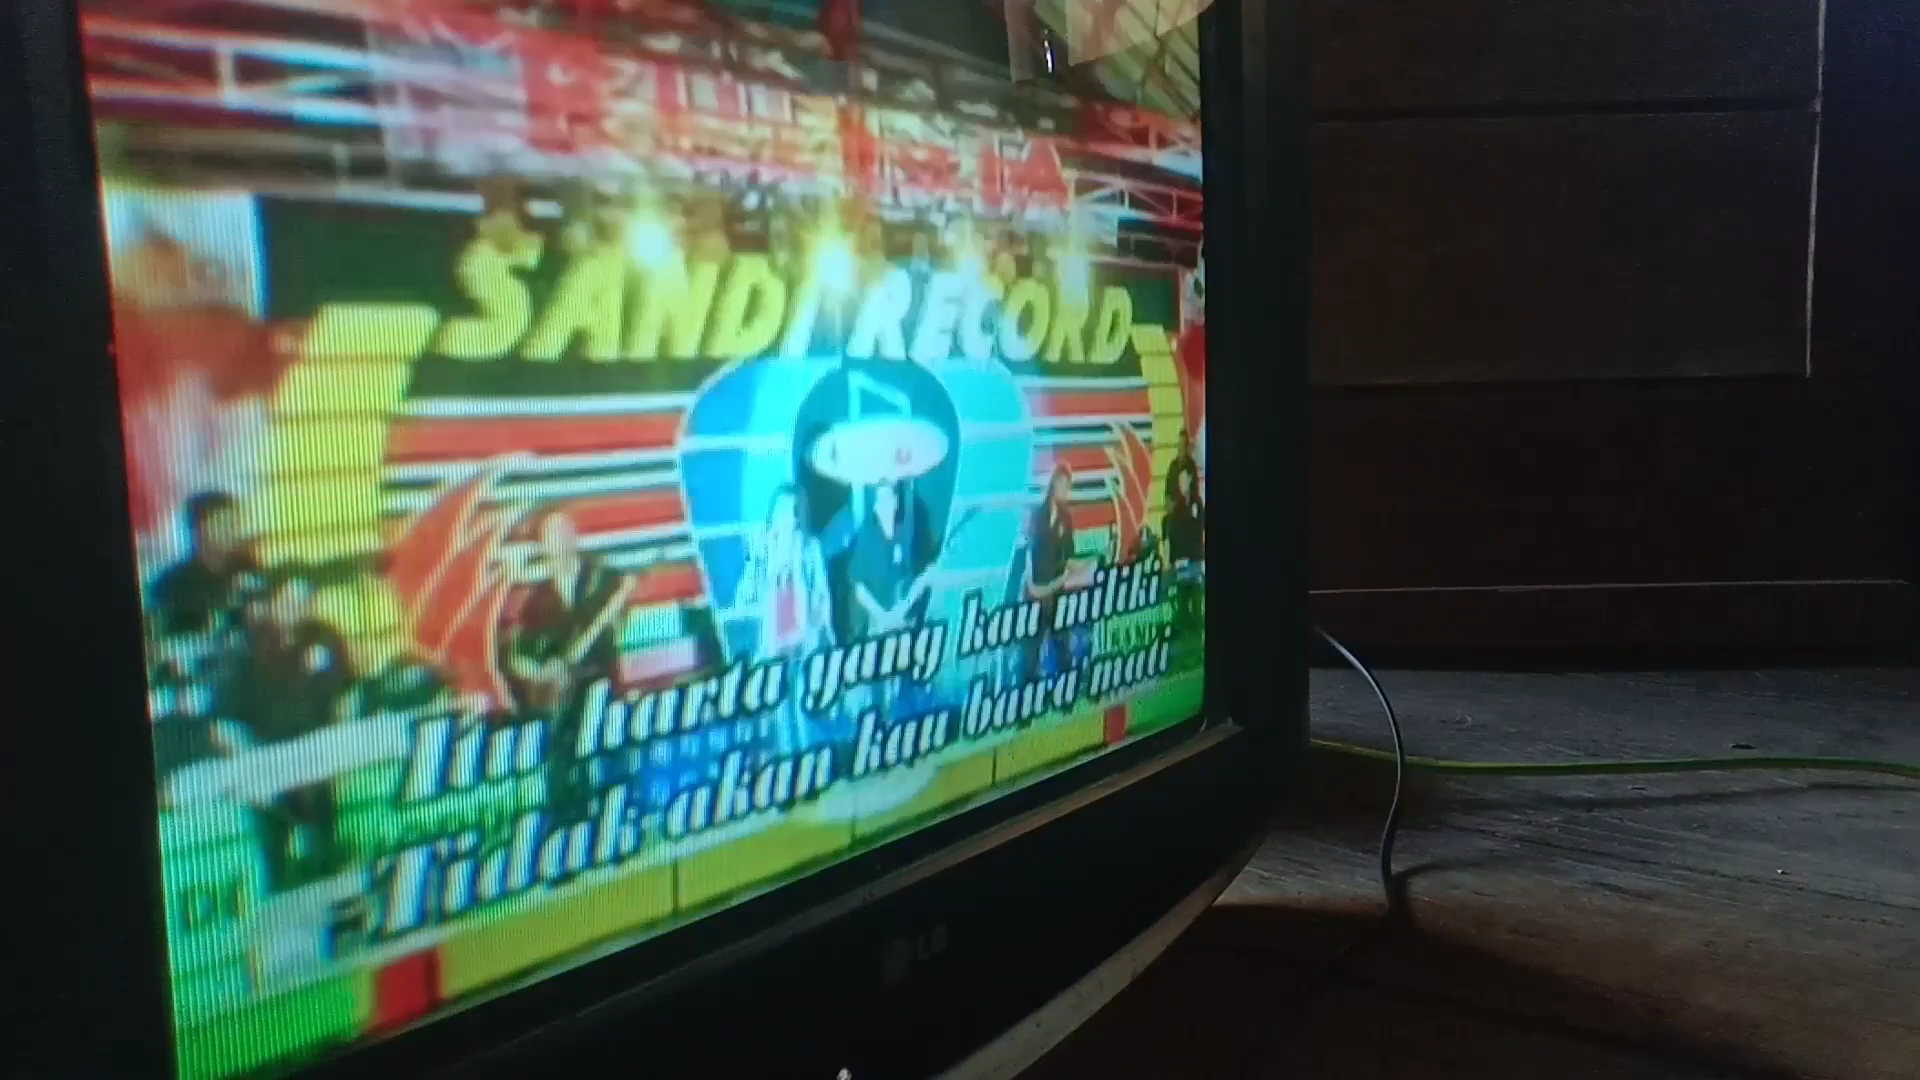 SANDI RECORD
Itu harta yang kau miliki
Tidak akan kau bawa mati
LG